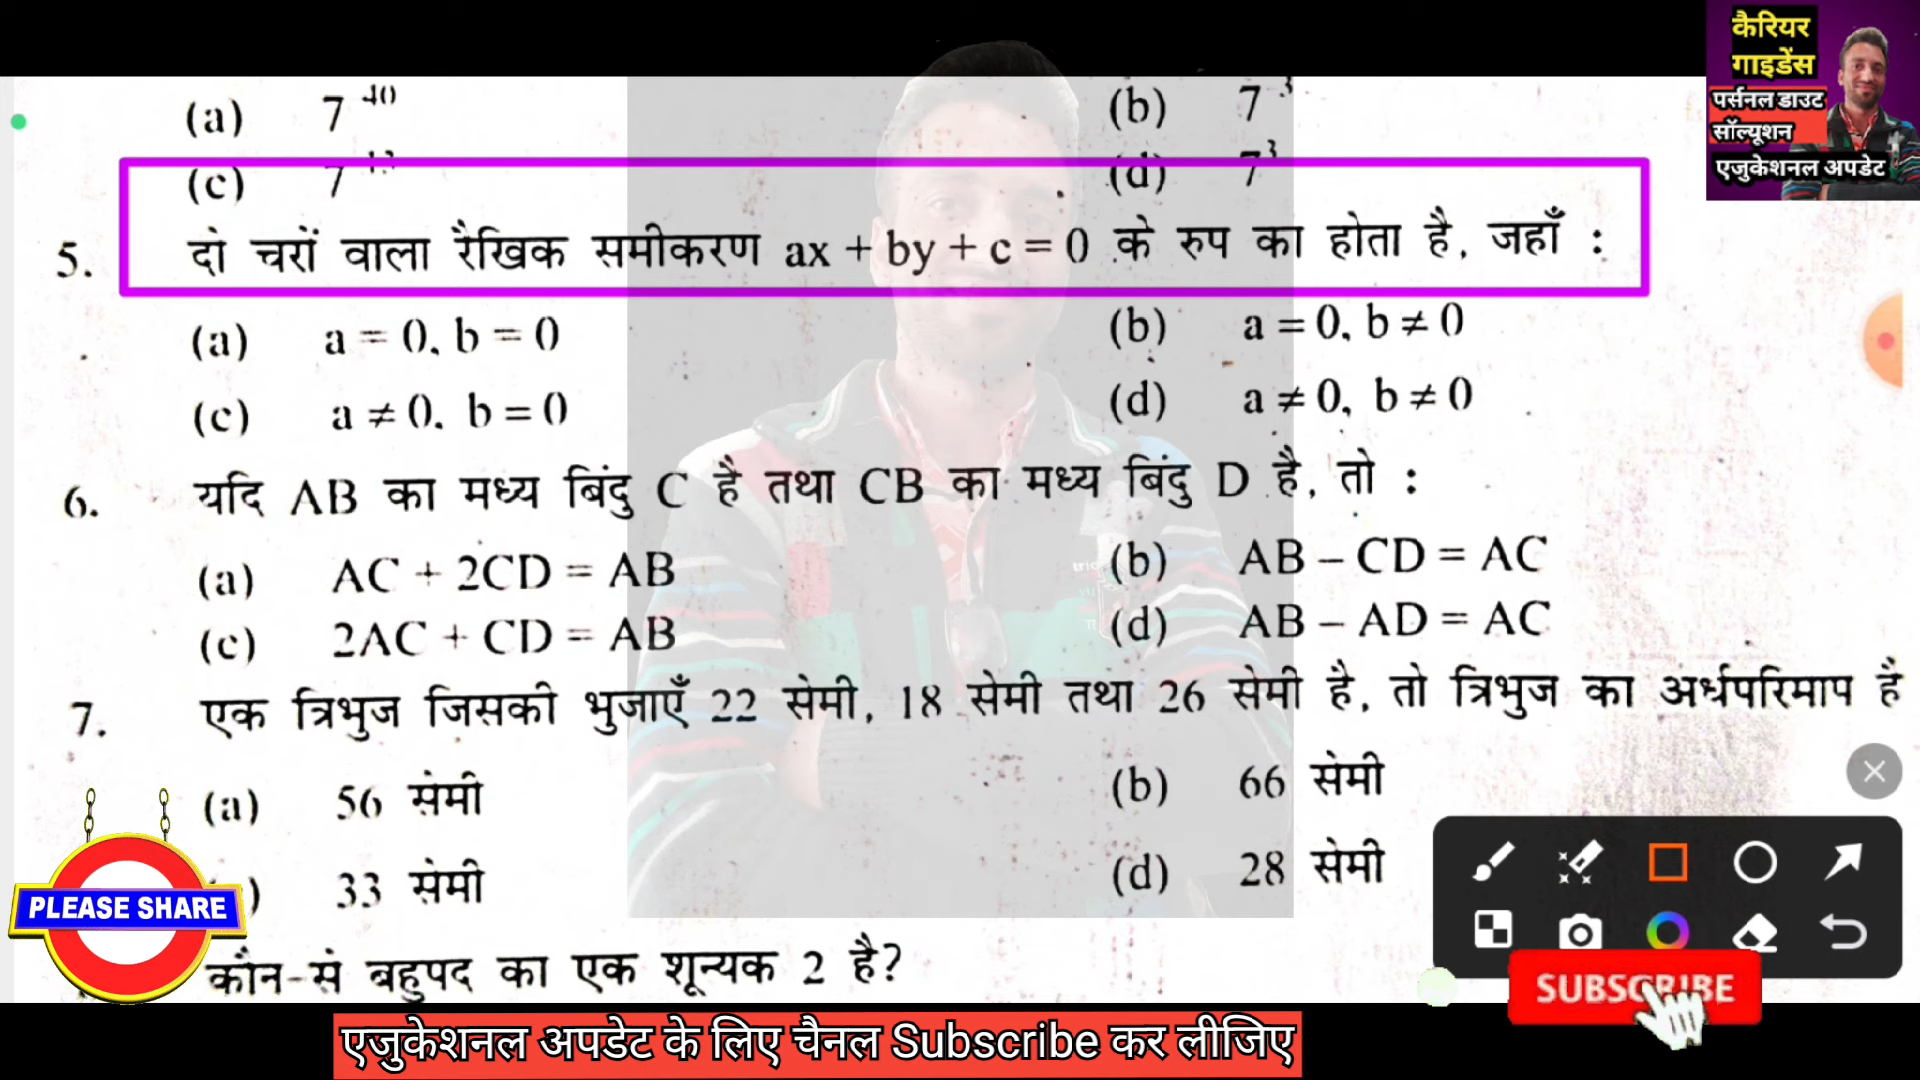 कैरियर
गाइडेंस
पर्सनल डाउट
सॉल्यूशन
एजुकेशनल अपडेट
(a) 7
(b) 7
(c) 7
(d) 7³
5. दो चरों वाला रैखिक समीकरण ax + by + c = 0 के रुप का होता है, जहाँ :
(a) a = 0, b = 0
(b) a = 0, b ≠ 0
(c) a ≠ 0, b = 0
(d) a ≠ 0, b ≠ 0
6. यदि AB का मध्य बिंदु C है तथा CB का मध्य बिंदु D है, तो :
(a) AC + 2CD = AB
(b) AB – CD = AC
(c) 2AC + CD = AB
(d) AB – AD = AC
7. एक त्रिभुज जिसकी भुजाएँ 22 सेमी, 18 सेमी तथा 26 सेमी है, तो त्रिभुज का अर्धपरिमाप है
(a) 56 सेमी
(b) 66 सेमी
) 33 सेमी
(d) 28 सेमी
PLEASE SHARE
कौन-से बहुपद का एक शून्यक 2 है?
SUBSCRIBE
एजुकेशनल अपडेट के लिए चैनल Subscribe कर लीजिए